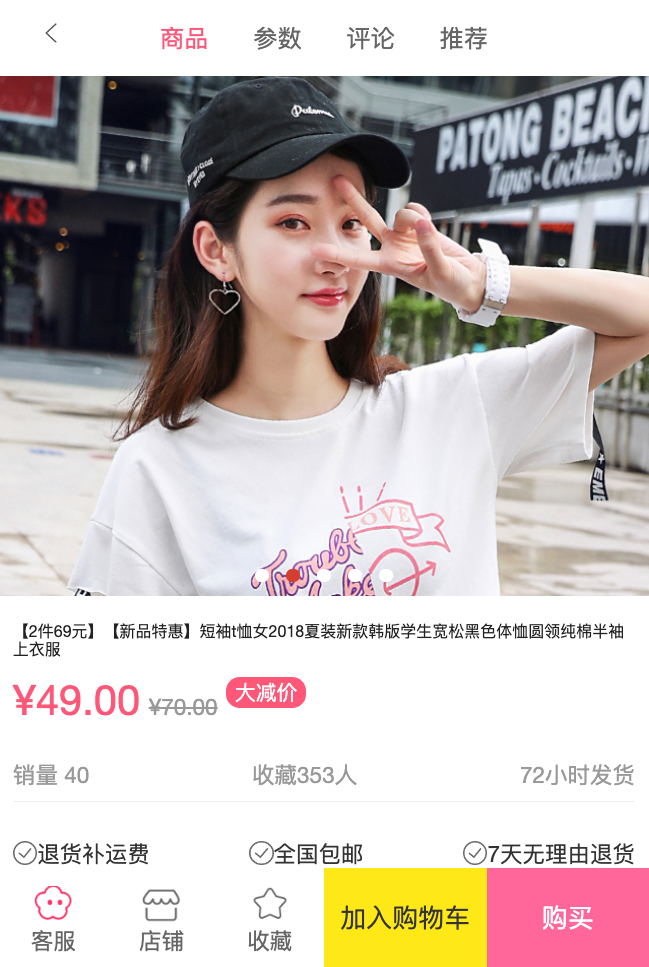 商品 参数 评论 推荐
PATONG BEACH
Tapas · Cocktails · W
KS
LOVE
Trouble
EMB
【2件69元】【新品特惠】短袖t恤女2018夏装新款韩版学生宽松黑色体恤圆领纯棉半袖
上衣服
¥49.00 ¥70.00 大减价
销量 40 收藏353人 72小时发货
退货补运费 全国包邮 7天无理由退货
客服 店铺 收藏 加入购物车 购买